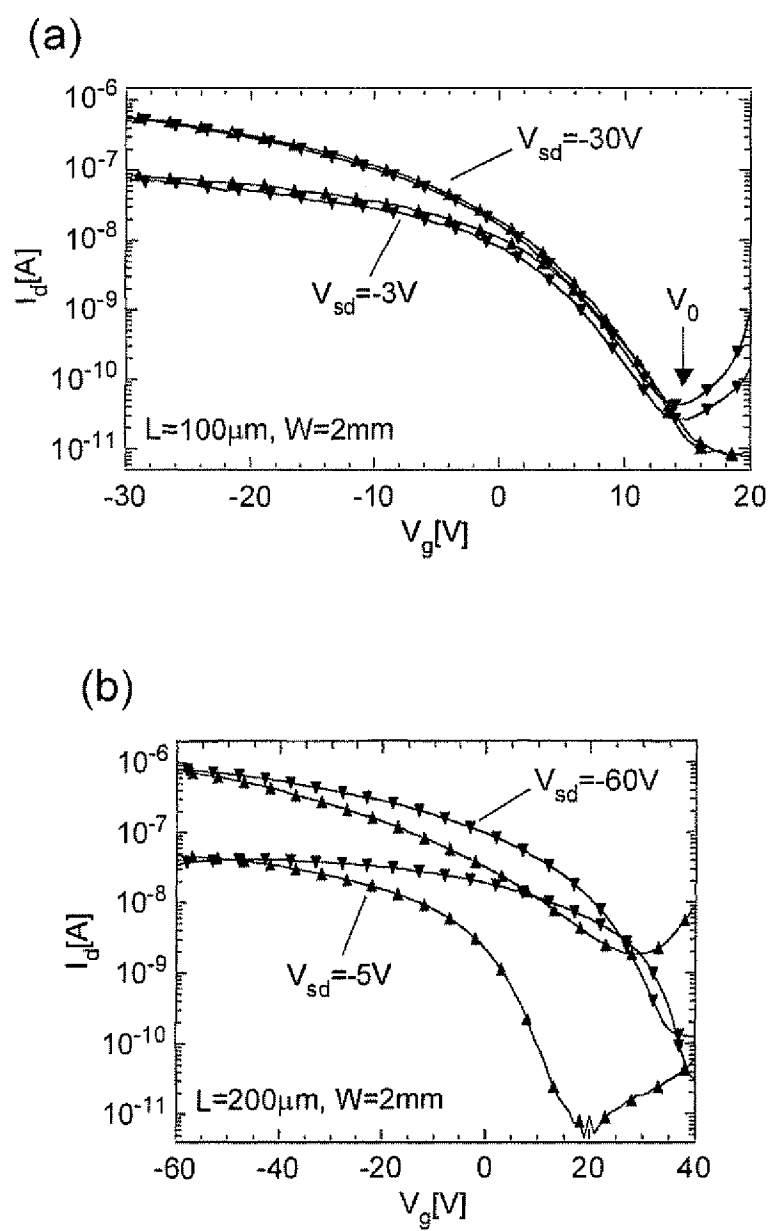 (a)
10⁻⁶
10⁻⁷
10⁻⁸
10⁻⁹
10⁻¹⁰
10⁻¹¹
I_d[A]
V_sd=-30V
V_sd=-3V
V_0
L=100μm, W=2mm
-30 -20 -10 0 10 20
V_g[V]
(b)
10⁻⁶
10⁻⁷
10⁻⁸
10⁻⁹
10⁻¹⁰
10⁻¹¹
I_d[A]
V_sd=-60V
V_sd=-5V
L=200μm, W=2mm
-60 -40 -20 0 20 40
V_g[V]